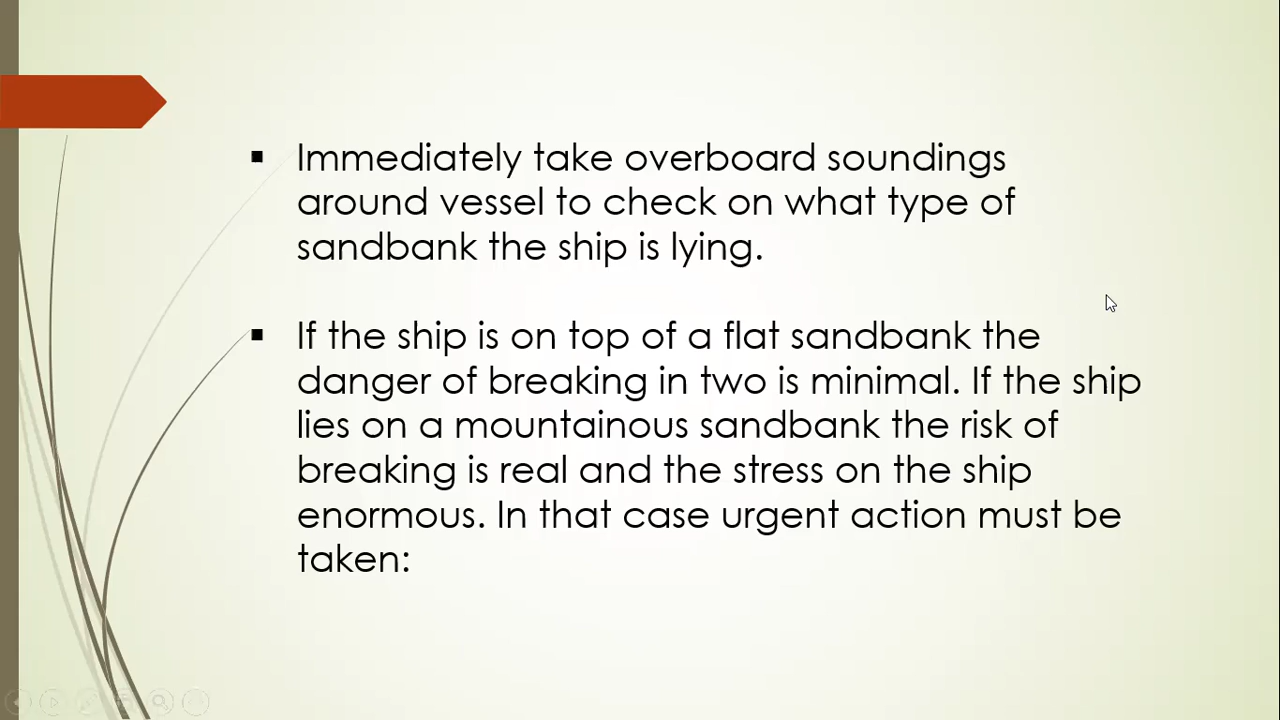 ▪ Immediately take overboard soundings
around vessel to check on what type of
sandbank the ship is lying.
▪ If the ship is on top of a flat sandbank the
danger of breaking in two is minimal. If the ship
lies on a mountainous sandbank the risk of
breaking is real and the stress on the ship
enormous. In that case urgent action must be
taken: